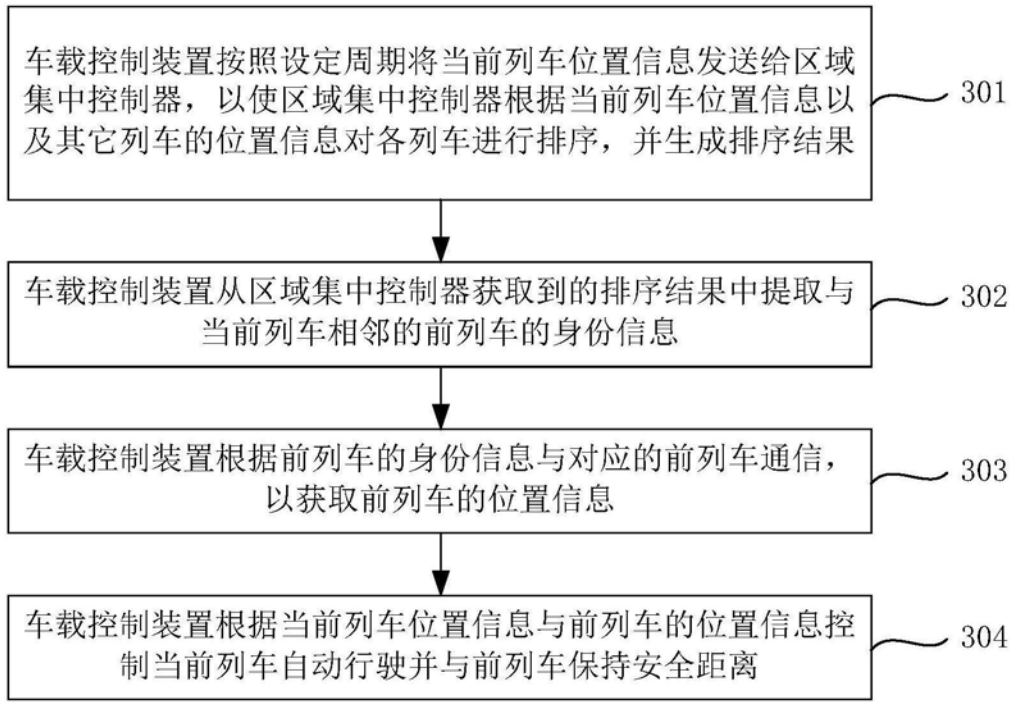 车载控制装置按照设定周期将当前列车位置信息发送给区域
集中控制器，以使区域集中控制器根据当前列车位置信息以
及其它列车的位置信息对各列车进行排序，并生成排序结果
301
车载控制装置从区域集中控制器获取到的排序结果中提取与
当前列车相邻的前列车的身份信息
302
车载控制装置根据前列车的身份信息与对应的前列车通信，
以获取前列车的位置信息
303
车载控制装置根据当前列车位置信息与前列车的位置信息控
制当前列车自动行驶并与前列车保持安全距离
304